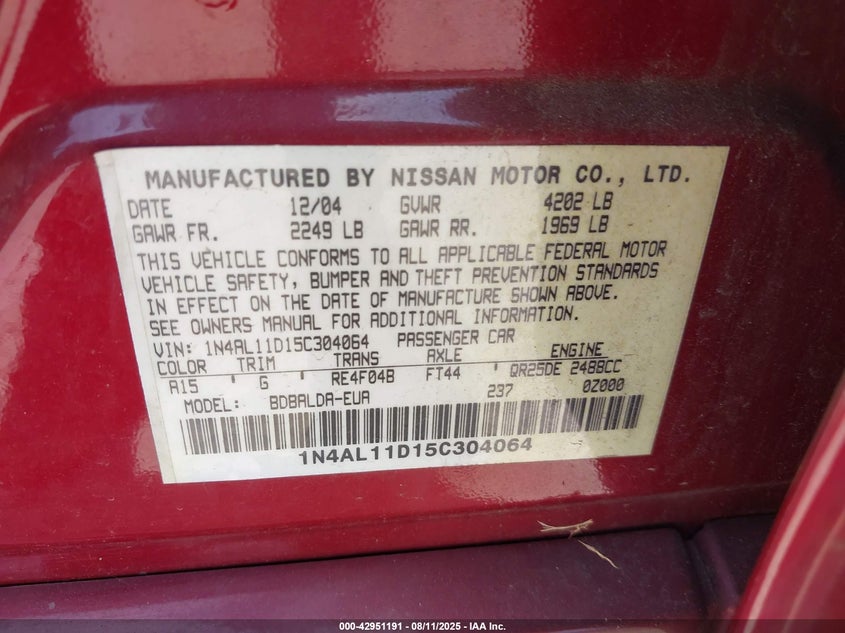 MANUFACTURED BY NISSAN MOTOR CO., LTD.
DATE 12/04 GVWR 4202 LB
GAWR FR. 2249 LB GAWR RR. 1969 LB
THIS VEHICLE CONFORMS TO ALL APPLICABLE FEDERAL MOTOR
VEHICLE SAFETY, BUMPER AND THEFT PREVENTION STANDARDS
IN EFFECT ON THE DATE OF MANUFACTURE SHOWN ABOVE.
SEE OWNERS MANUAL FOR ADDITIONAL INFORMATION.
VIN: 1N4AL11D15C304064 PASSENGER CAR
COLOR TRIM TRANS AXLE ENGINE
A15 G RE4F04B FT44 QR25DE 2488CC
MODEL: BDBALDA-EUA 237 0Z000
1N4AL11D15C304064
000-42951191 - 08/11/2025 - IAA Inc.